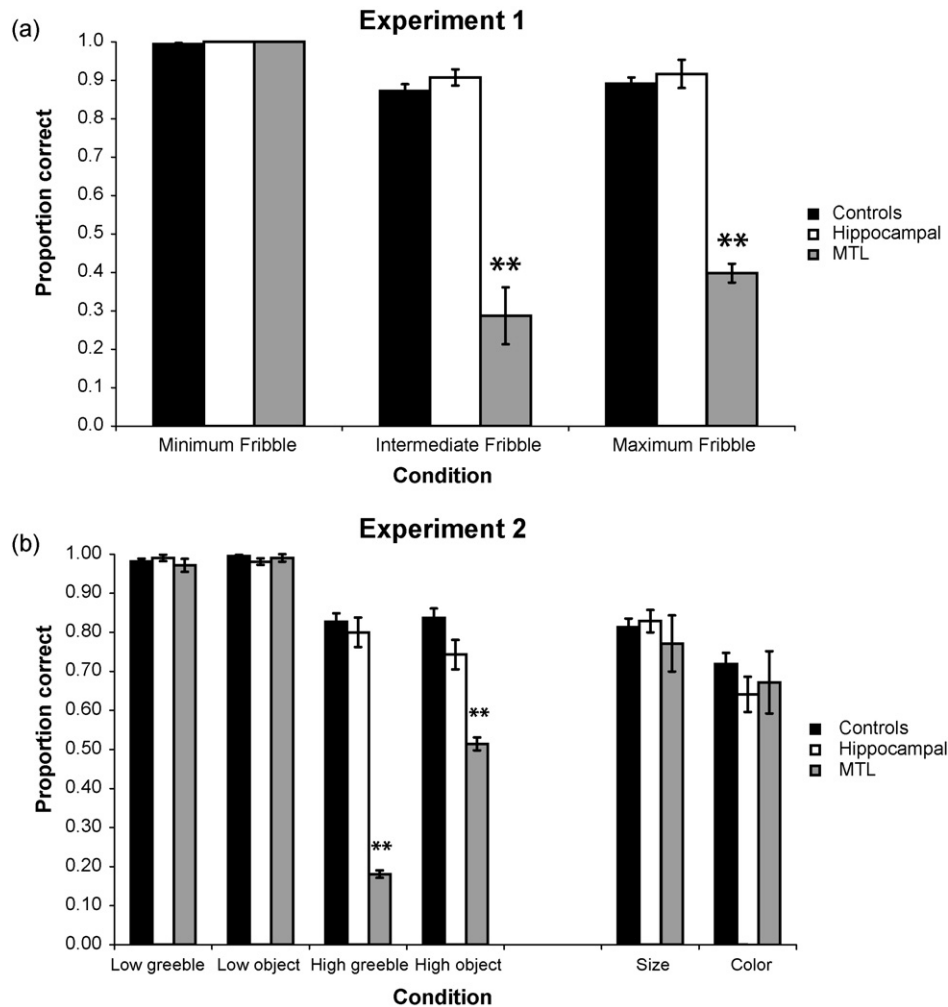 (a)
Experiment 1
Proportion correct
1.0
0.9
0.8
0.7
0.6
0.5
0.4
0.3
0.2
0.1
0.0
**
**
Controls
Hippocampal
MTL
Minimum Fribble Intermediate Fribble Maximum Fribble
Condition
(b)
Experiment 2
Proportion correct
1.00
0.90
0.80
0.70
0.60
0.50
0.40
0.30
0.20
0.10
0.00
**
**
Controls
Hippocampal
MTL
Low greeble Low object High greeble High object Size Color
Condition